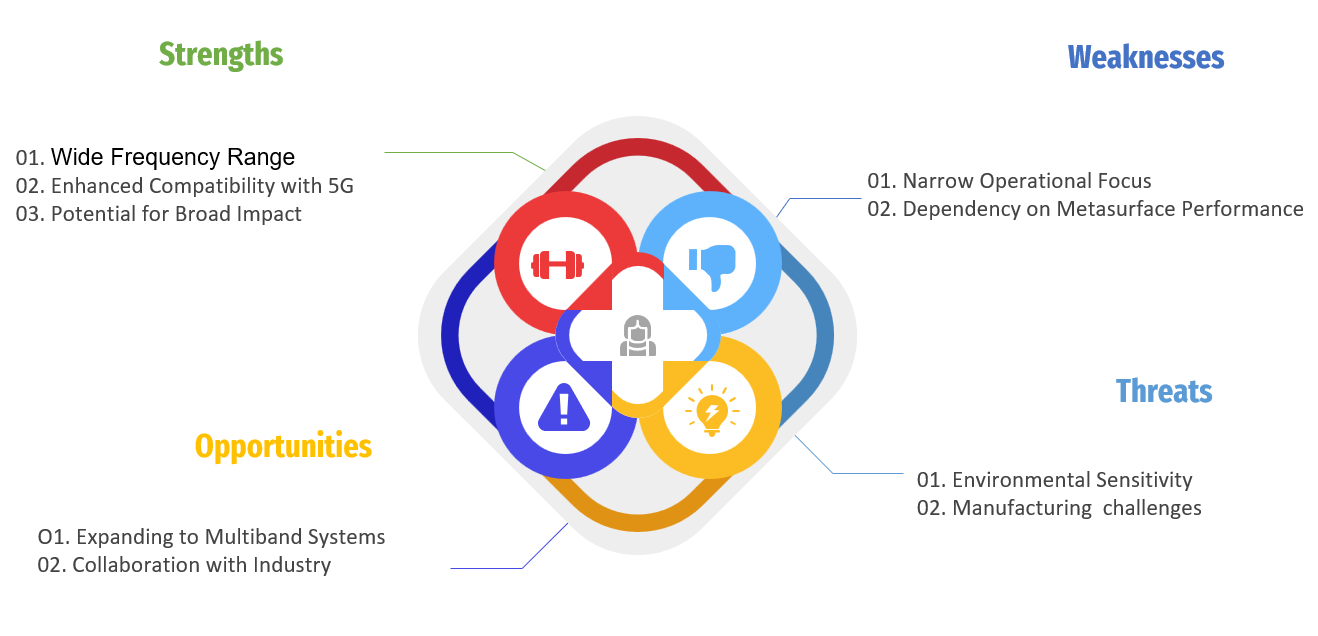 Strengths
01. Wide Frequency Range
02. Enhanced Compatibility with 5G
03. Potential for Broad Impact
Weaknesses
01. Narrow Operational Focus
02. Dependency on Metasurface Performance
Opportunities
O1. Expanding to Multiband Systems
02. Collaboration with Industry
Threats
01. Environmental Sensitivity
02. Manufacturing  challenges